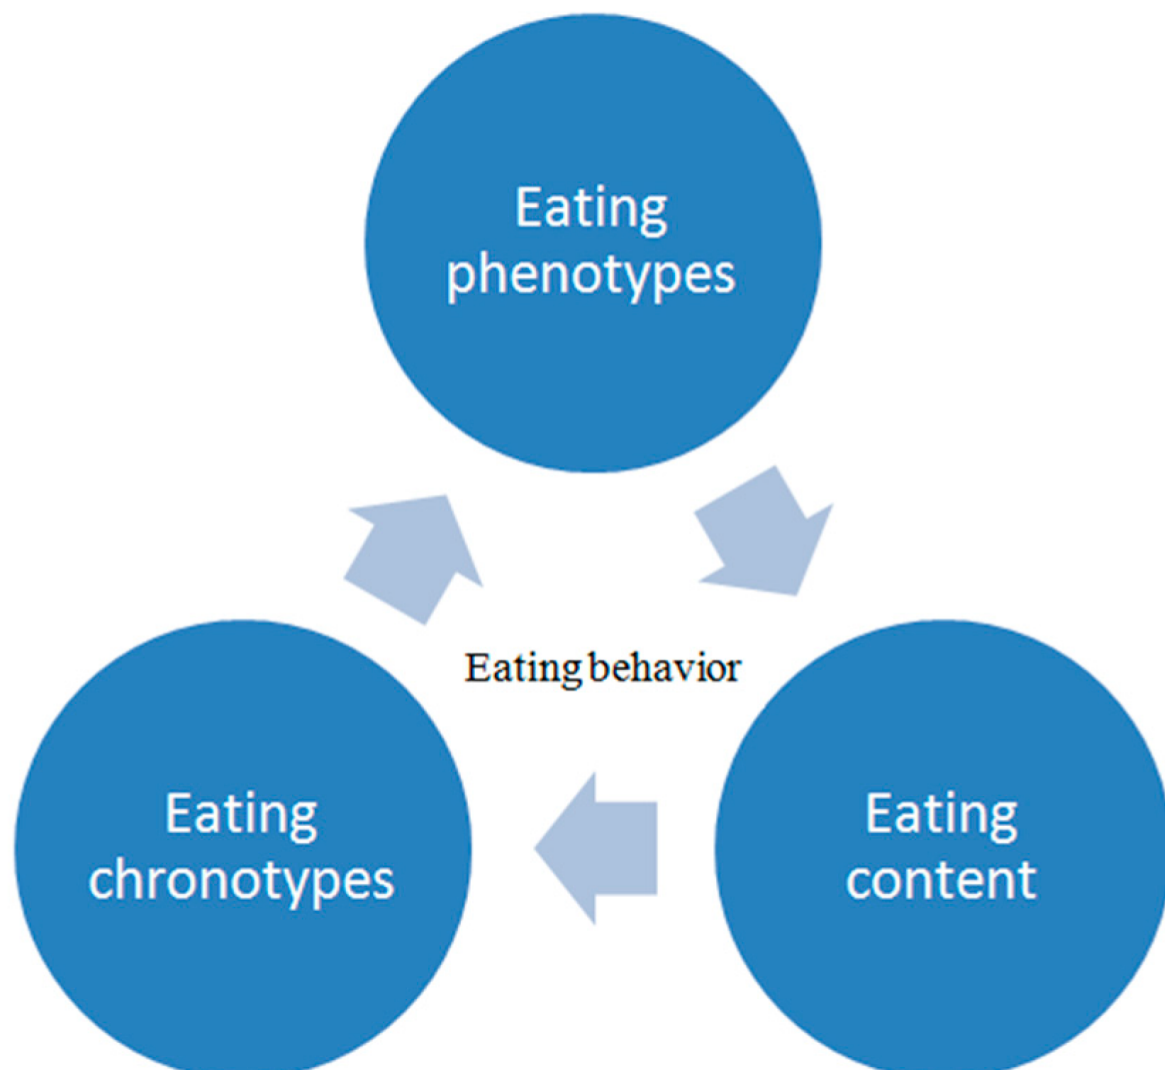 Eating
phenotypes
Eating behavior
Eating
chronotypes
Eating
content